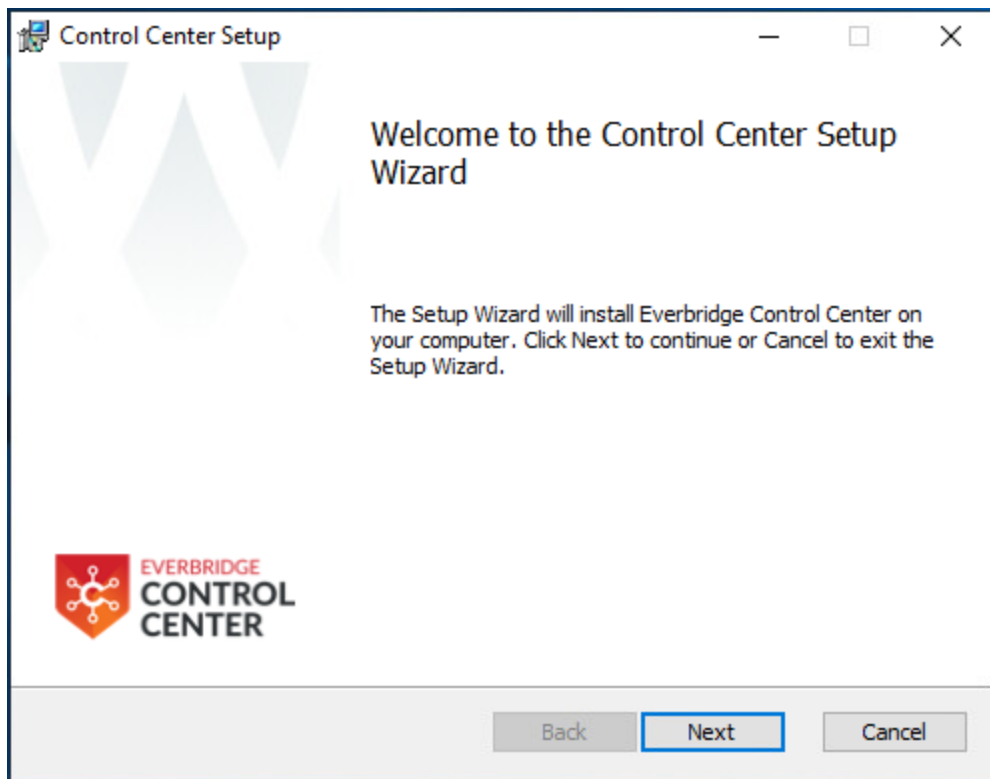 Control Center Setup
Welcome to the Control Center Setup
Wizard
The Setup Wizard will install Everbridge Control Center on
your computer. Click Next to continue or Cancel to exit the
Setup Wizard.
EVERBRIDGE
CONTROL
CENTER
Back Next Cancel